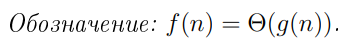 Обозначение: f(n) = Θ(g(n)).